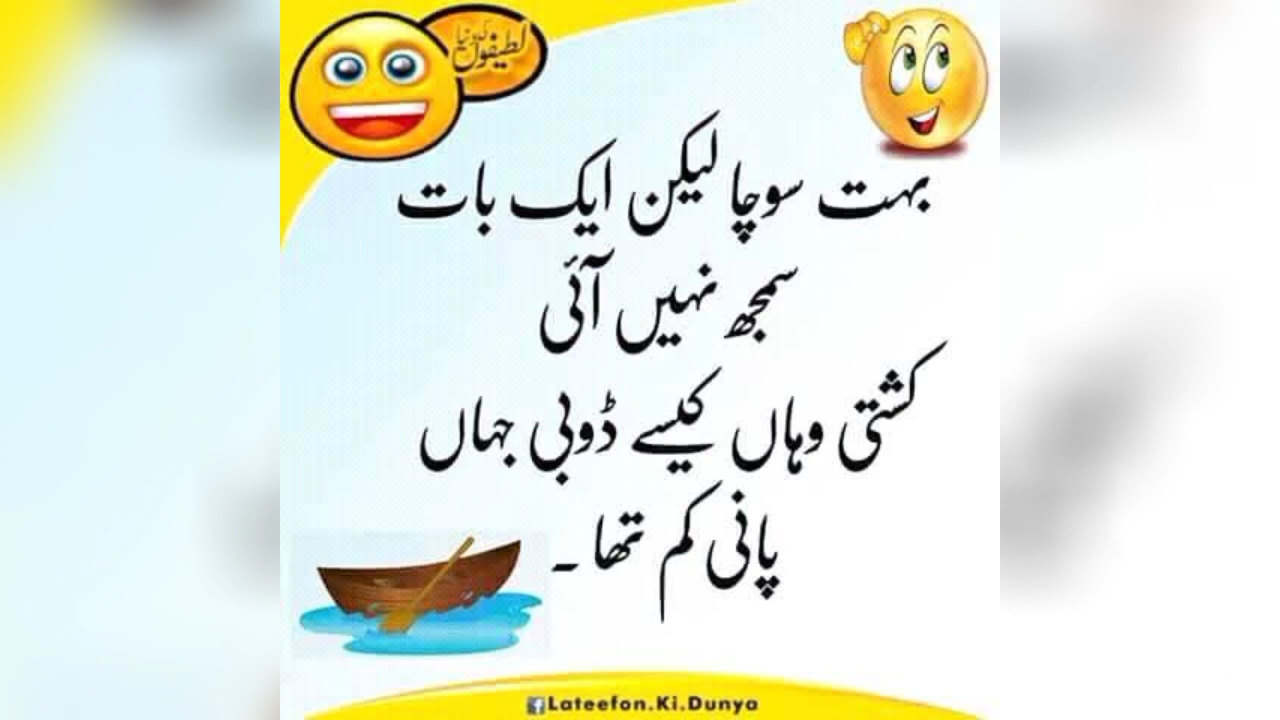 لطیفوں کی دنیا
بہت سوچا لیکن ایک بات
سمجھ نہیں آئی
کشتی وہاں کیسے ڈوبی جہاں
پانی کم تھا ۔
Lateefon.Ki.Dunya